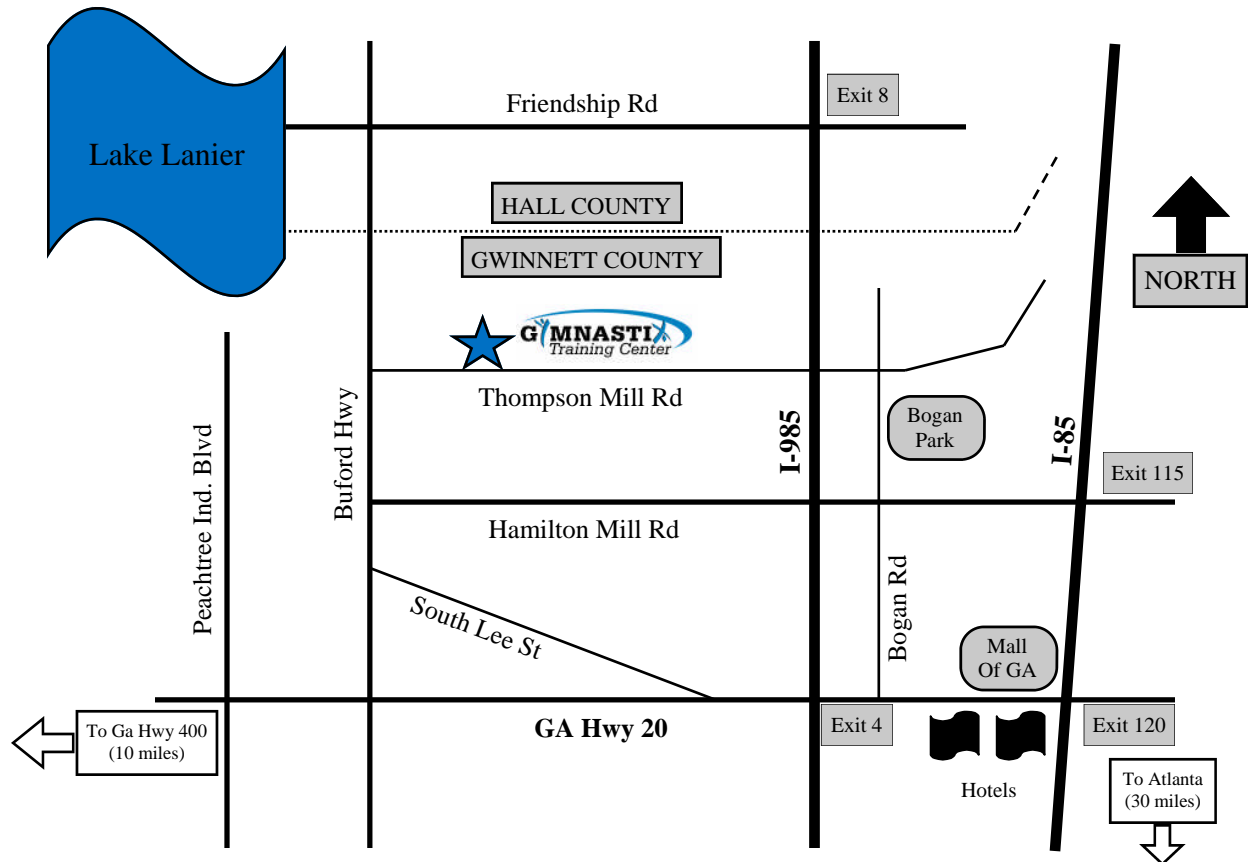 Exit 8
Friendship Rd
Lake Lanier
HALL COUNTY
GWINNETT COUNTY
NORTH
GYMNASTIX
Training Center
Thompson Mill Rd
Bogan
Park
Buford Hwy
I-985
I-85
Peachtree Ind. Blvd
Exit 115
Hamilton Mill Rd
South Lee St
Bogan Rd
Mall
Of GA
To Ga Hwy 400
(10 miles)
GA Hwy 20
Exit 4
Exit 120
Hotels
To Atlanta
(30 miles)